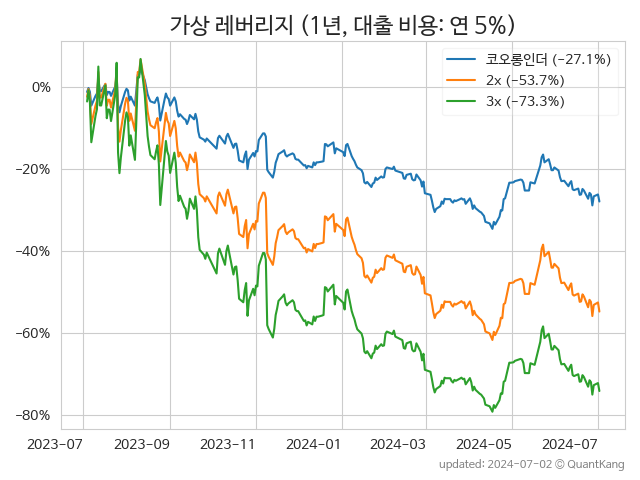 가상 레버리지 (1년, 대출 비용: 연 5%)
코오롱인더 (−27.1%)
2x (−53.7%)
3x (−73.3%)
0%
−20%
−40%
−60%
−80%
2023-07 2023-09 2023-11 2024-01 2024-03 2024-05 2024-07
updated: 2024-07-02 © QuantKang